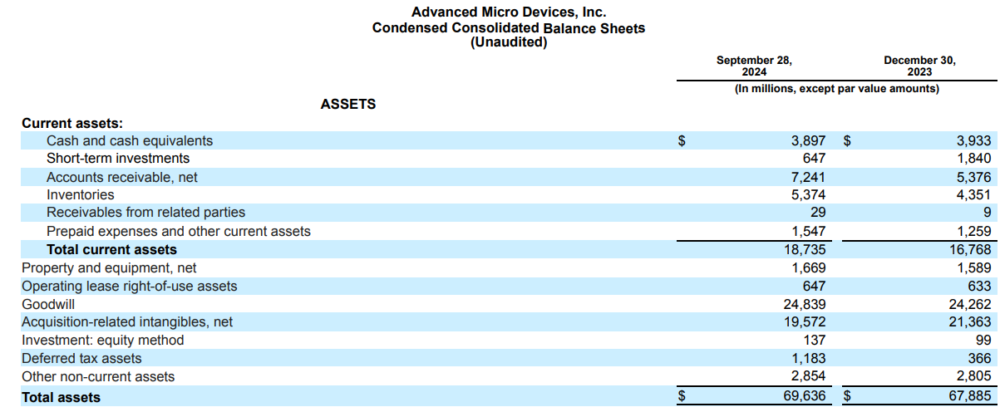 Advanced Micro Devices, Inc.
Condensed Consolidated Balance Sheets
(Unaudited)
September 28, 2024 December 30, 2023
(In millions, except par value amounts)
ASSETS
Current assets:
Cash and cash equivalents $ 3,897 $ 3,933
Short-term investments 647 1,840
Accounts receivable, net 7,241 5,376
Inventories 5,374 4,351
Receivables from related parties 29 9
Prepaid expenses and other current assets 1,547 1,259
Total current assets 18,735 16,768
Property and equipment, net 1,669 1,589
Operating lease right-of-use assets 647 633
Goodwill 24,839 24,262
Acquisition-related intangibles, net 19,572 21,363
Investment: equity method 137 99
Deferred tax assets 1,183 366
Other non-current assets 2,854 2,805
Total assets $ 69,636 $ 67,885